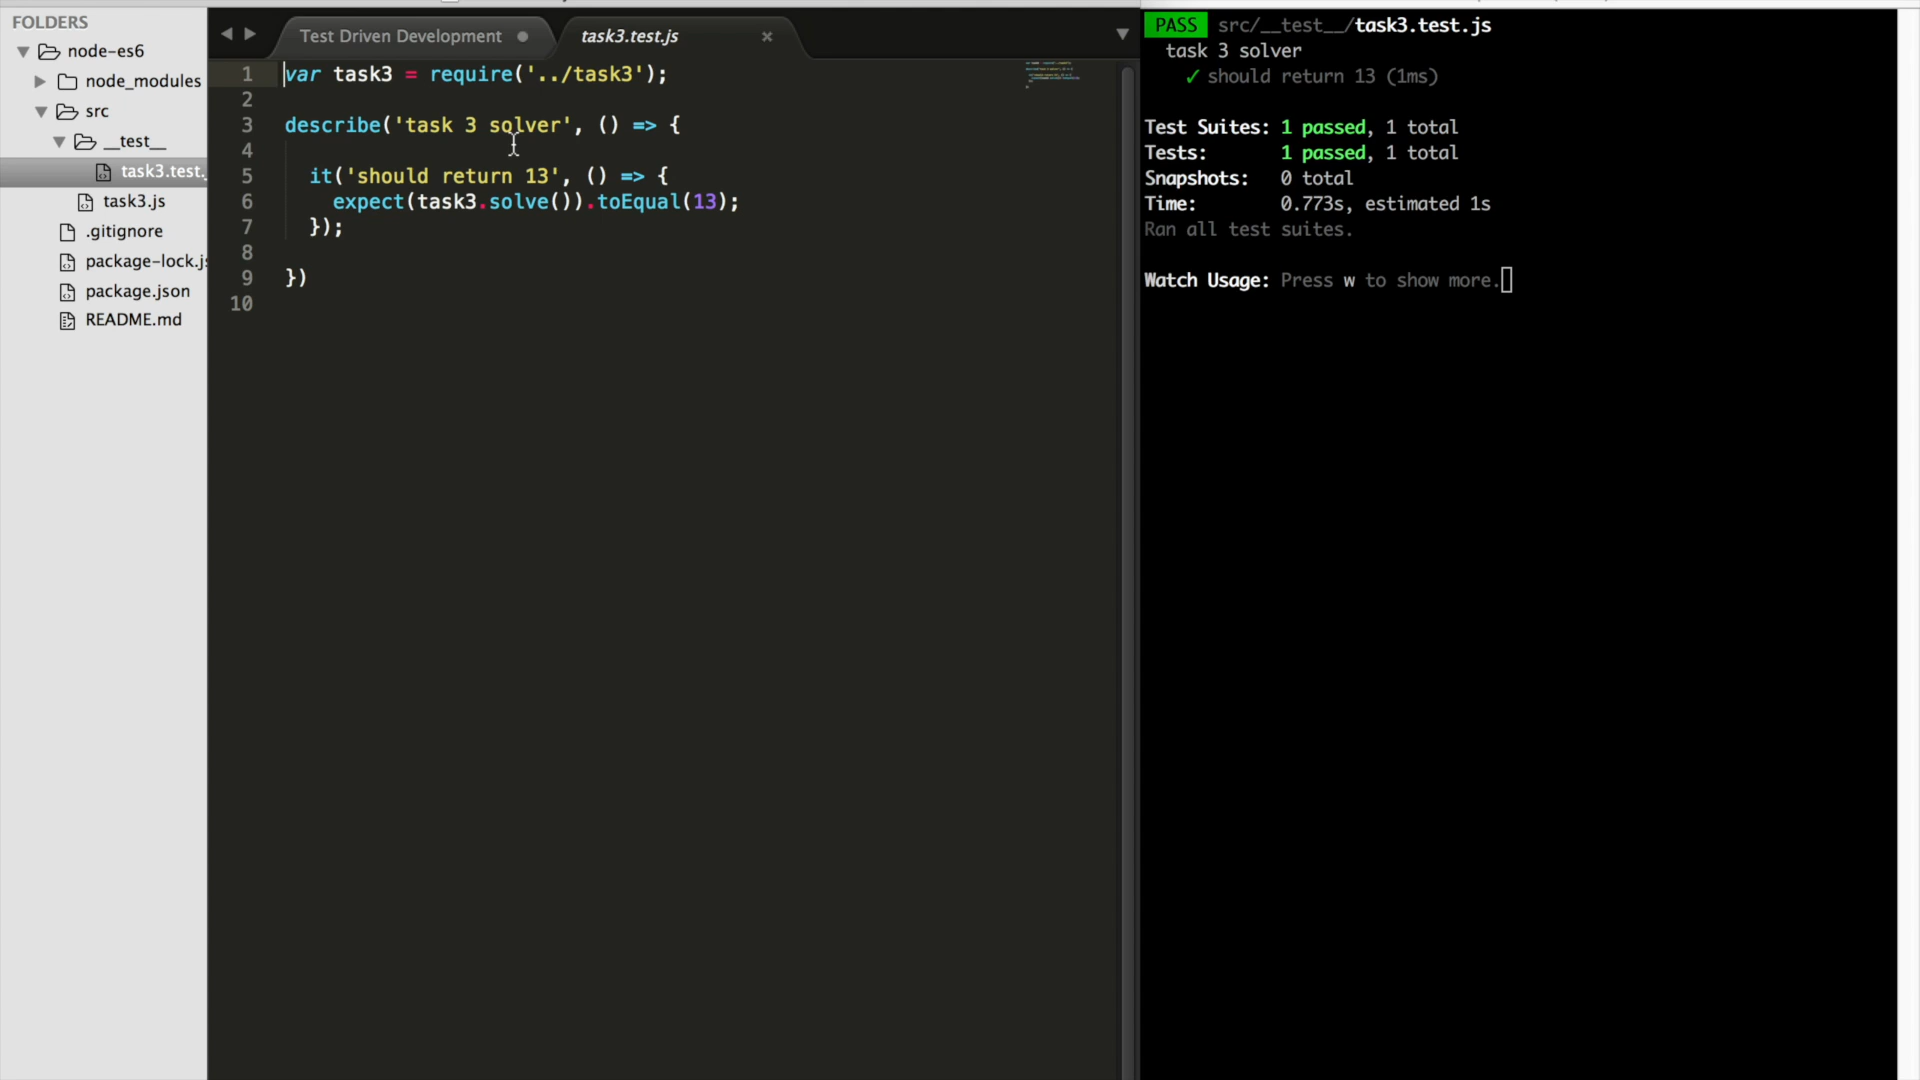 FOLDERS
node-es6
node_modules
src
__test__
task3.test.
task3.js
.gitignore
package-lock.js
package.json
README.md
Test Driven Development
task3.test.js
1 var task3 = require('../task3');
2
3 describe('task 3 solver', () => {
4
5 it('should return 13', () => {
6 expect(task3.solve()).toEqual(13);
7 });
8
9 })
10
PASS src/__test__/task3.test.js
task 3 solver
✓ should return 13 (1ms)
Test Suites: 1 passed, 1 total
Tests: 1 passed, 1 total
Snapshots: 0 total
Time: 0.773s, estimated 1s
Ran all test suites.
Watch Usage: Press w to show more.